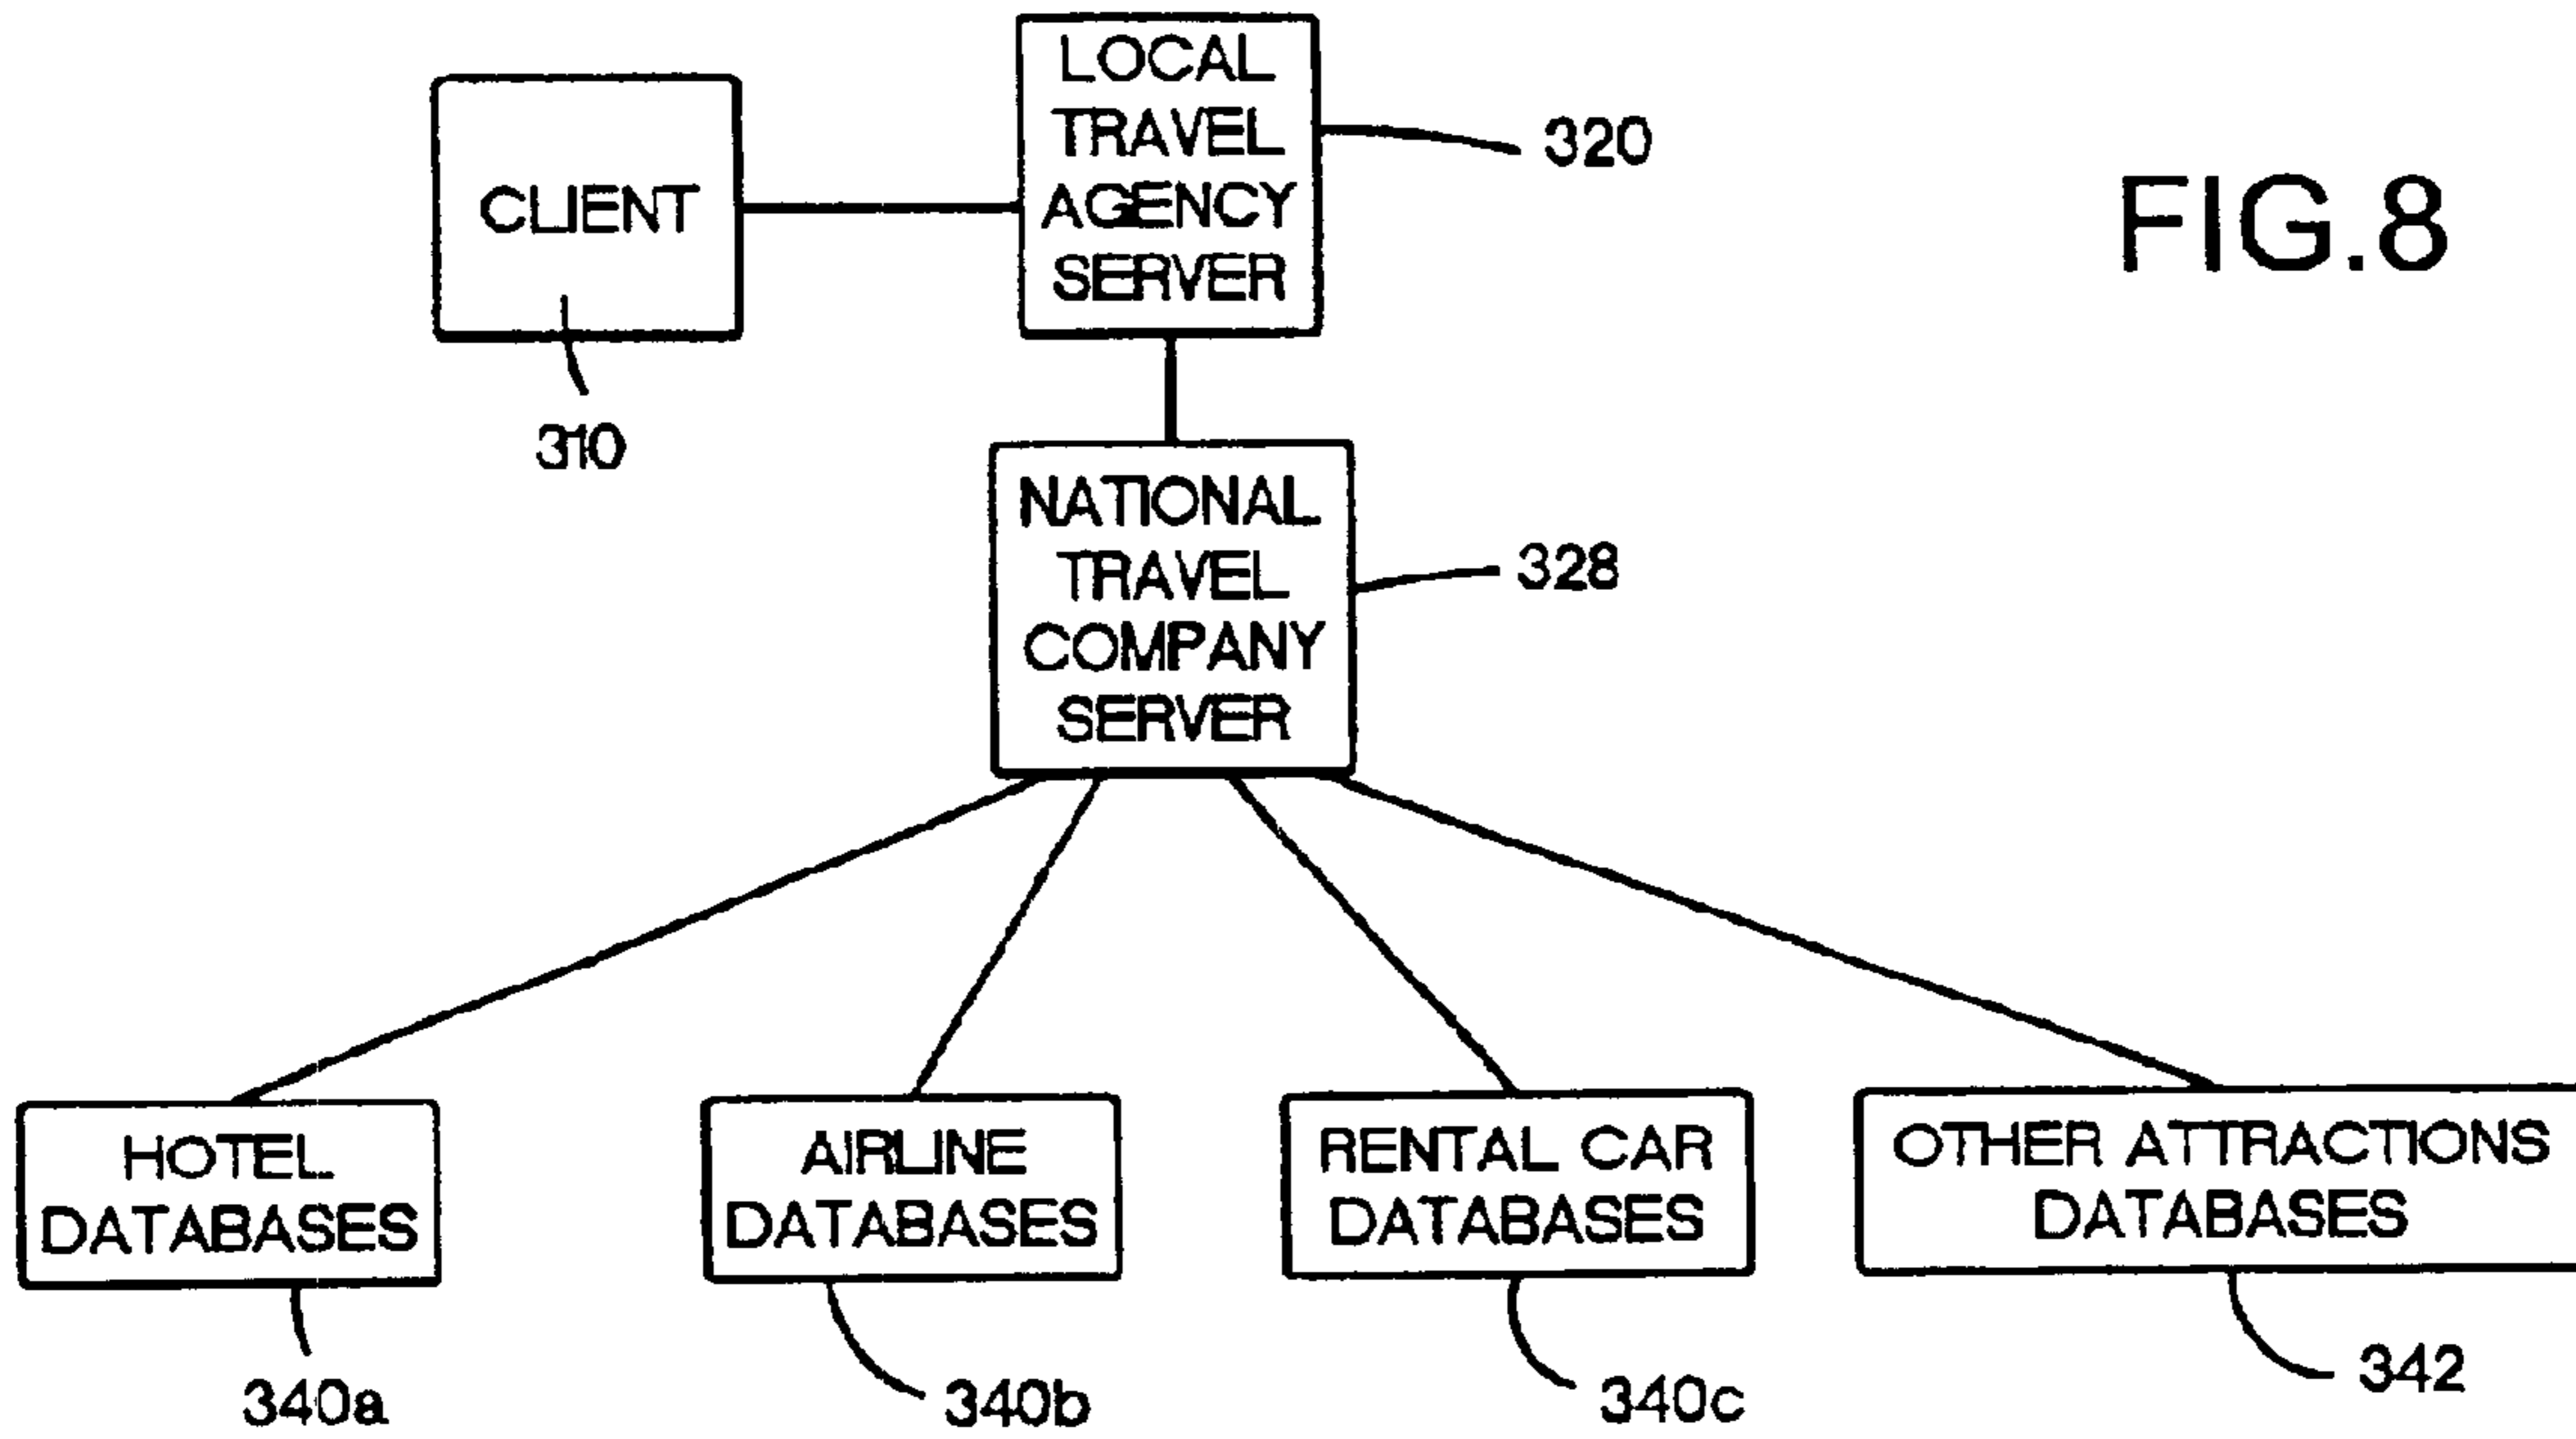 LOCAL
TRAVEL
AGENCY
SERVER
320
CLIENT
310
FIG.8
NATIONAL
TRAVEL
COMPANY
SERVER
328
HOTEL
DATABASES
340a
AIRLINE
DATABASES
340b
RENTAL CAR
DATABASES
340c
OTHER ATTRACTIONS
DATABASES
342